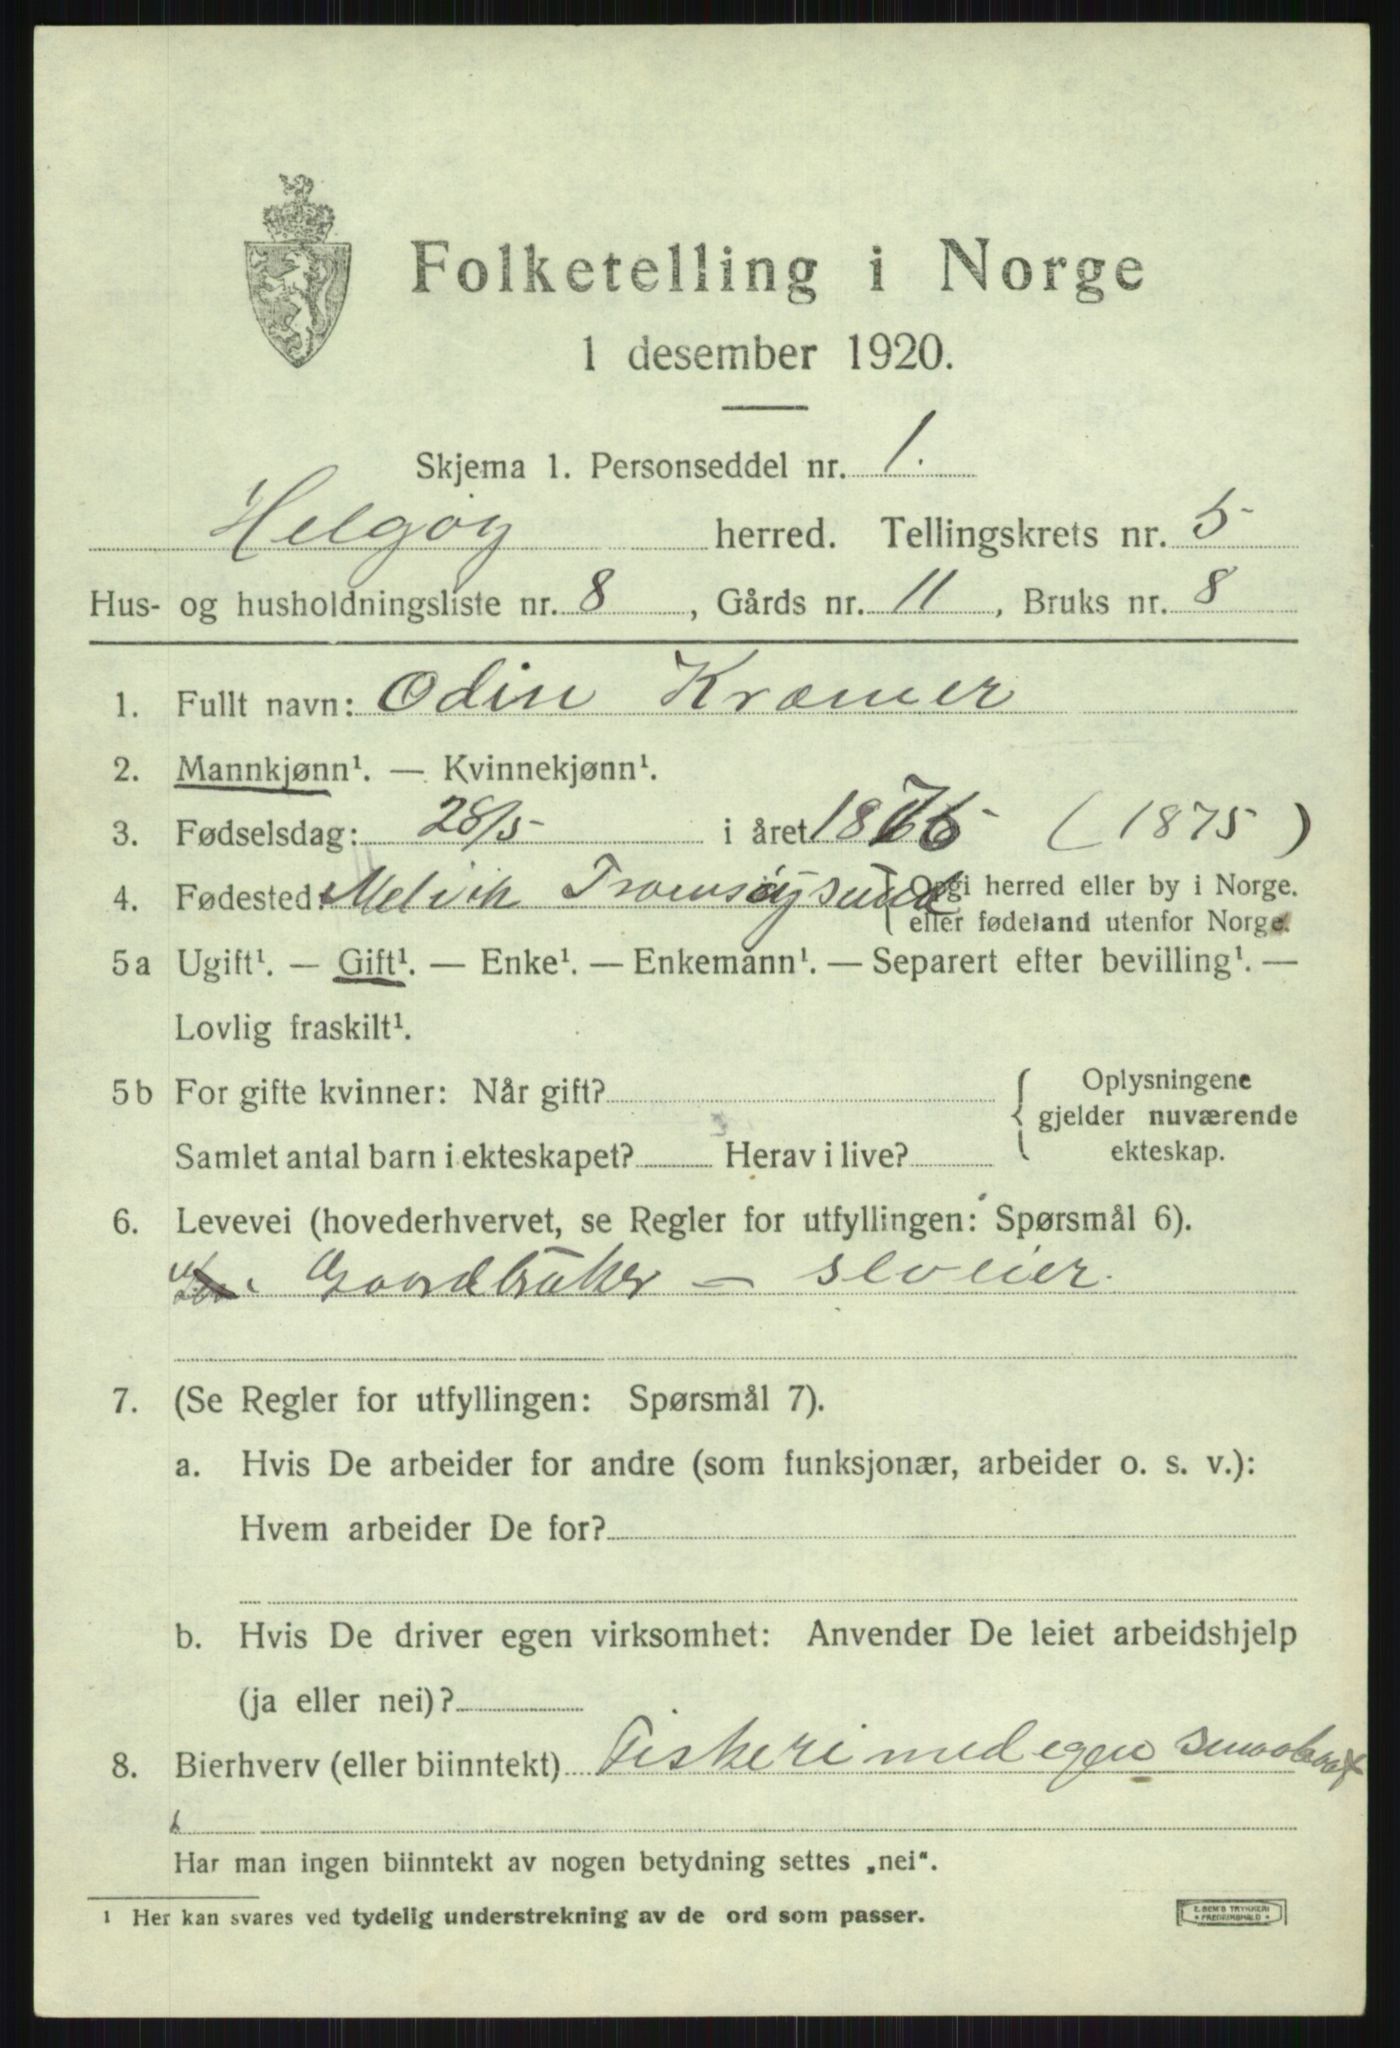 Folketelling i Norge
1 desember 1920.
Skjema 1. Personseddel nr. 1.
Helgøy herred. Tellingskrets nr. 5
Hus- og husholdningsliste nr. 8, Gårds nr. 11, Bruks nr. 8
1. Fullt navn: Odin Kræmer
2. Mannkjønn¹. — Kvinnekjønn¹.
3. Fødselsdag: 28/5 i året 1876 (1875)
4. Fødested: Melvik Tromsøysund { Opgi herred eller by i Norge.
eller fødeland utenfor Norge.
5a Ugift¹. — Gift¹. — Enke¹. — Enkemann¹. — Separert efter bevilling¹. —
Lovlig fraskilt¹.
5b For gifte kvinner: Når gift? { Oplysningene
gjelder nuværende
Samlet antal barn i ekteskapet? Herav i live? ekteskap.
6. Levevei (hovederhvervet, se Regler for utfyllingen: Spørsmål 6).
Gaardbruker - selveier.
7. (Se Regler for utfyllingen: Spørsmål 7).
a. Hvis De arbeider for andre (som funksjonær, arbeider o. s. v.):
Hvem arbeider De for?
b. Hvis De driver egen virksomhet: Anvender De leiet arbeidshjelp
(ja eller nei)?
8. Bierhverv (eller biinntekt) Fiskeri med egen
Har man ingen biinntekt av nogen betydning settes „nei“.
¹ Her kan svares ved tydelig understrekning av de ord som passer.
E. SEM'S TRYKKERI
• FREDRIKSHALD •